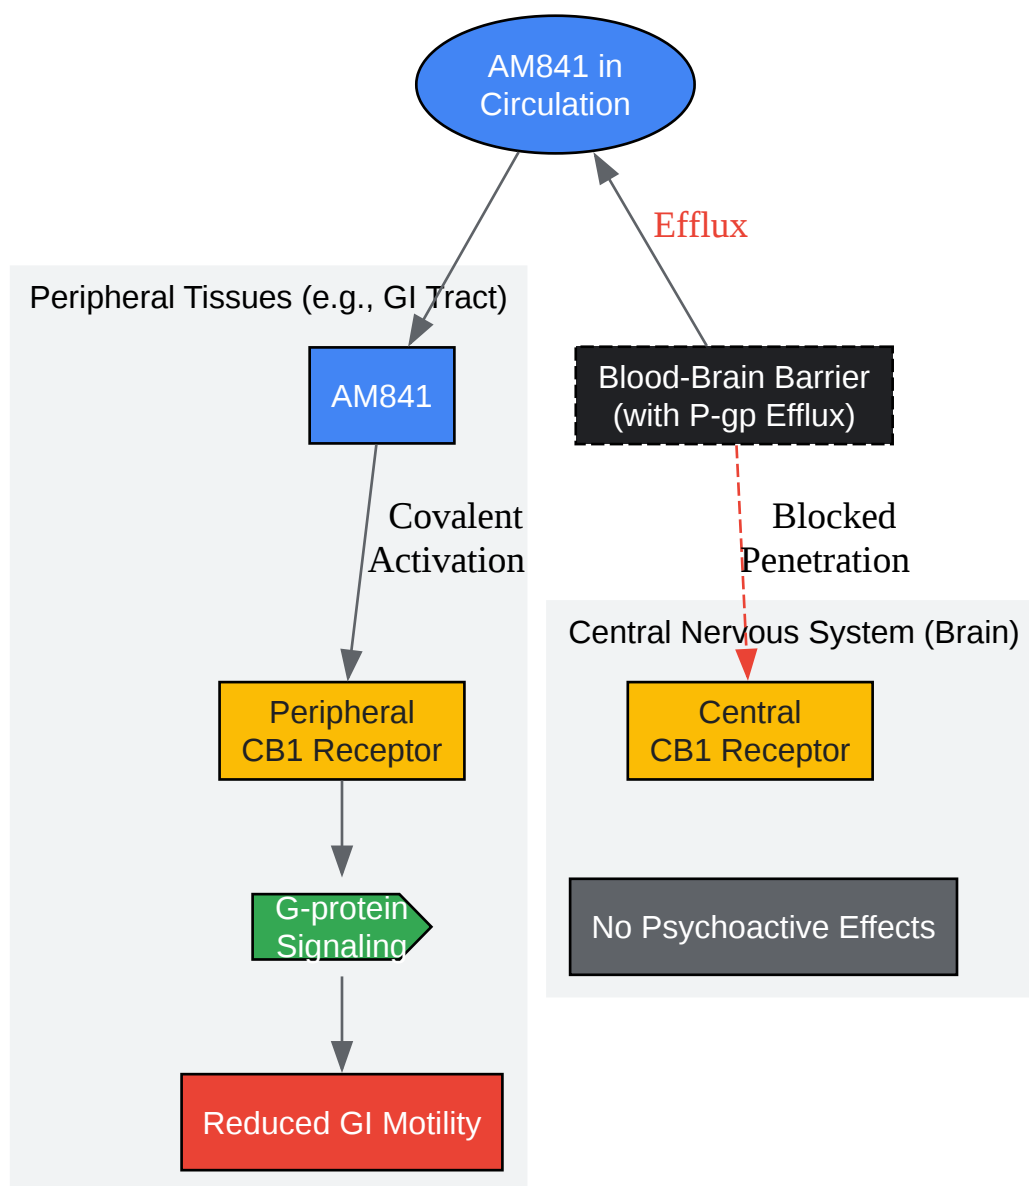 AM841 in
Circulation
Efflux
Peripheral Tissues (e.g., GI Tract)
AM841
Blood-Brain Barrier
(with P-gp Efflux)
Covalent
Activation
Blocked
Penetration
Central Nervous System (Brain)
Peripheral
CB1 Receptor
Central
CB1 Receptor
G-protein
Signaling
No Psychoactive Effects
Reduced GI Motility